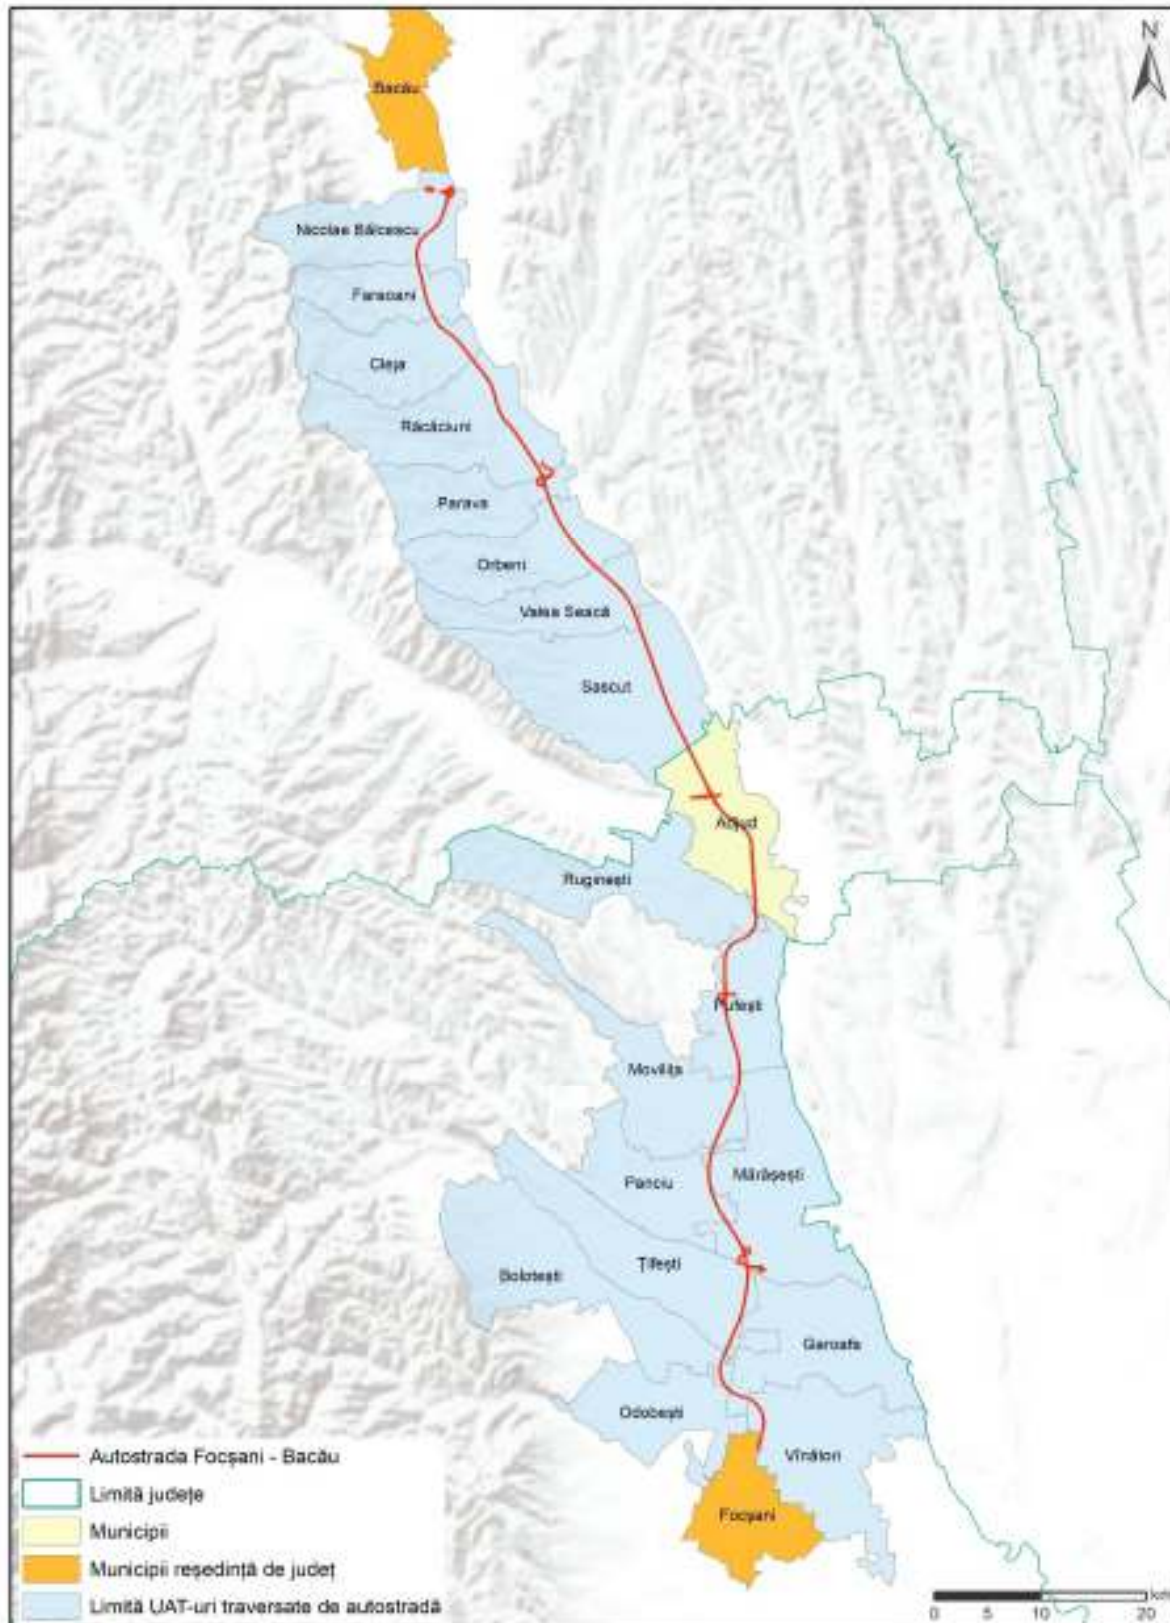 N
Bacău
Nicolae Bălcescu
Faraoani
Cleja
Răcăciuni
Parava
Orbeni
Valea Seacă
Sascut
Adjud
Ruginești
Pufești
Movilița
Mărășești
Panciu
Țifești
Bolotești
Garoafa
Odobești
Vînători
Focșani
Autostrada Focșani - Bacău
Limită județe
Municipii
Municipii reședință de județ
Limită UAT-uri traversate de autostradă
km
0 5 10 20